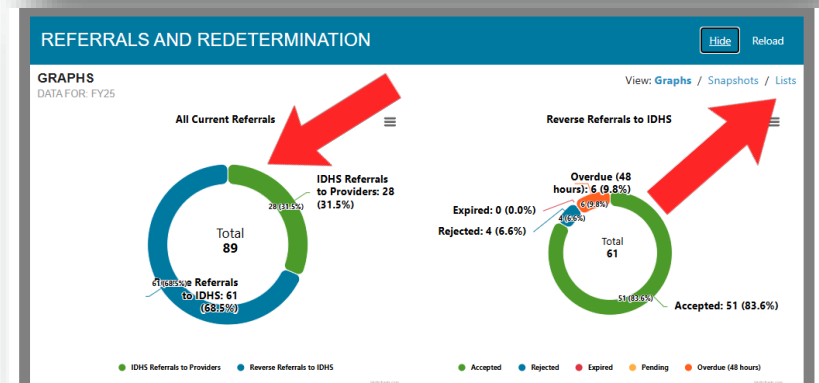 REFERRALS AND REDETERMINATION
Hide
Reload
GRAPHS
DATA FOR: FY25
View: Graphs / Snapshots / Lists
All Current Referrals
IDHS Referrals
to Providers: 28
(31.5%)
28 (31.5%)
Total
89
61 (68.5%)
e Referrals
to IDHS: 61
(68.5%)
IDHS Referrals to Providers
Reverse Referrals to IDHS
Reverse Referrals to IDHS
Overdue (48
hours): 6 (9.8%)
6 (9.8%)
Expired: 0 (0.0%)
4 (6.6%)
Rejected: 4 (6.6%)
Total
61
51 (83.6%)
Accepted: 51 (83.6%)
Accepted
Rejected
Expired
Pending
Overdue (48 hours)